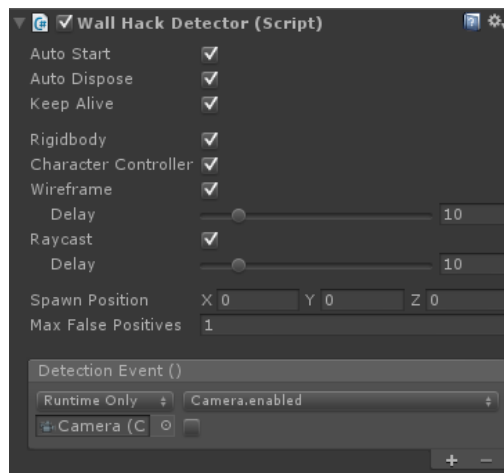 Wall Hack Detector (Script)
Auto Start
Auto Dispose
Keep Alive
Rigidbody
Character Controller
Wireframe
Delay 10
Raycast
Delay 10
Spawn Position X 0 Y 0 Z 0
Max False Positives 1
Detection Event ()
Runtime Only Camera.enabled
Camera (C